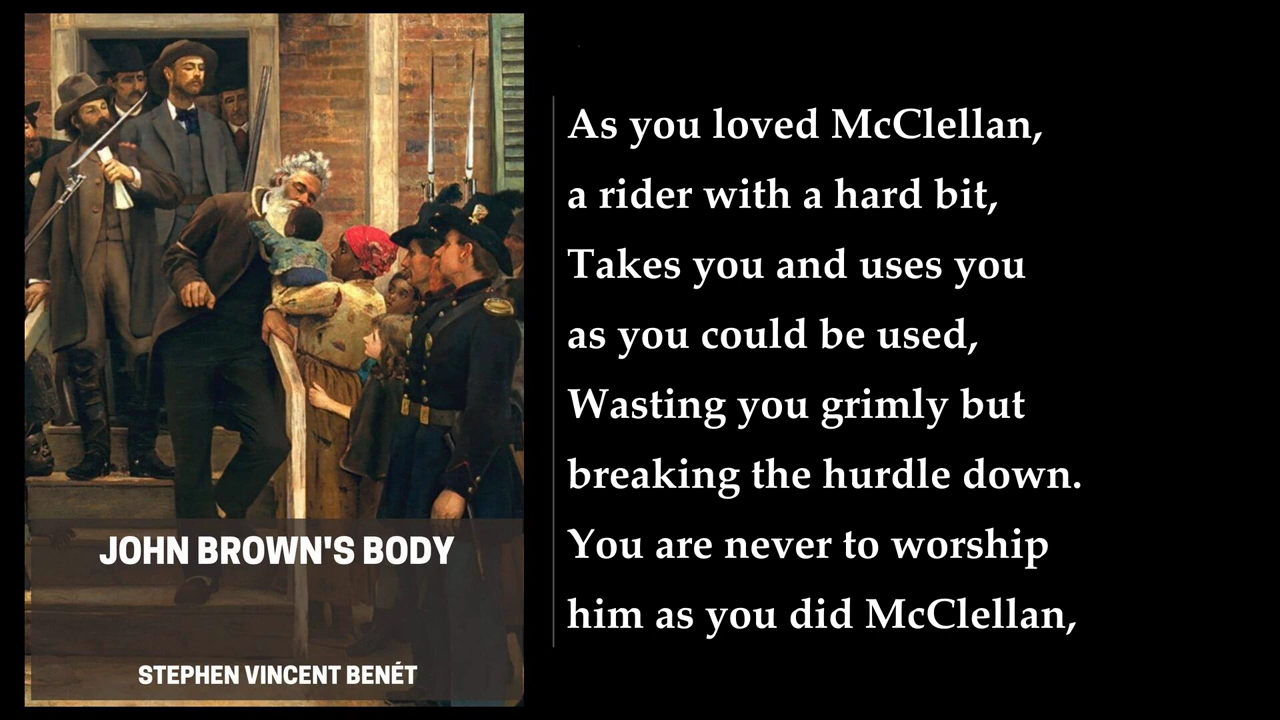 JOHN BROWN'S BODY
STEPHEN VINCENT BENÉT
As you loved McClellan,
a rider with a hard bit,
Takes you and uses you
as you could be used,
Wasting you grimly but
breaking the hurdle down.
You are never to worship
him as you did McClellan,